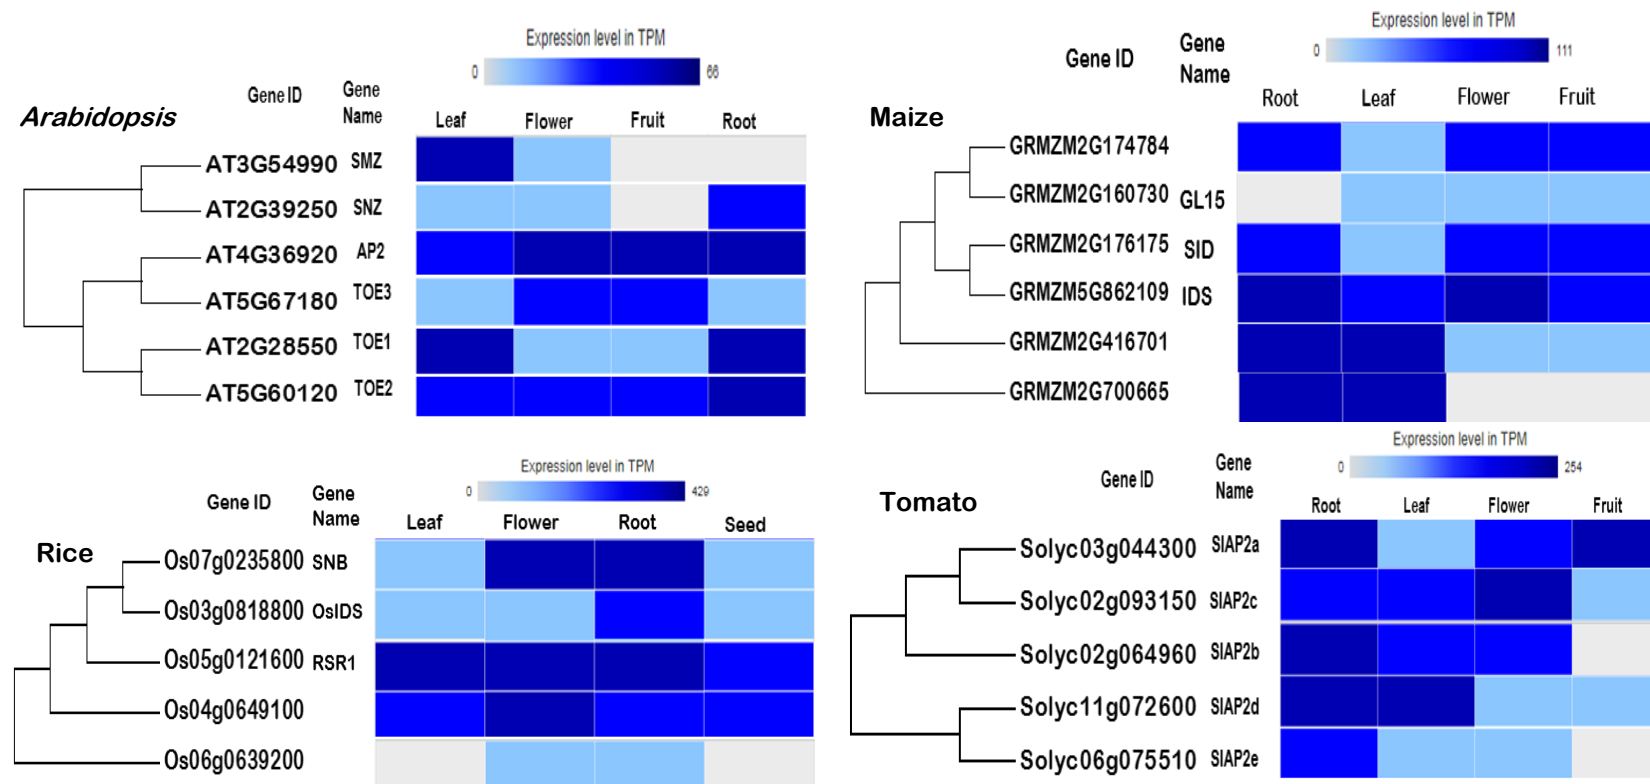 Expression level in TPM
0 66
Gene ID Gene Name
Arabidopsis
Leaf Flower Fruit Root
AT3G54990 SMZ
AT2G39250 SNZ
AT4G36920 AP2
AT5G67180 TOE3
AT2G28550 TOE1
AT5G60120 TOE2
Expression level in TPM
0 111
Gene ID Gene Name
Maize
Root Leaf Flower Fruit
GRMZM2G174784
GRMZM2G160730 GL15
GRMZM2G176175 SID
GRMZM5G862109 IDS
GRMZM2G416701
GRMZM2G700665
Expression level in TPM
0 429
Gene ID Gene Name
Rice
Leaf Flower Root Seed
Os07g0235800 SNB
Os03g0818800 OsIDS
Os05g0121600 RSR1
Os04g0649100
Os06g0639200
Expression level in TPM
0 254
Gene ID Gene Name
Tomato
Root Leaf Flower Fruit
Solyc03g044300 SlAP2a
Solyc02g093150 SlAP2c
Solyc02g064960 SlAP2b
Solyc11g072600 SlAP2d
Solyc06g075510 SlAP2e